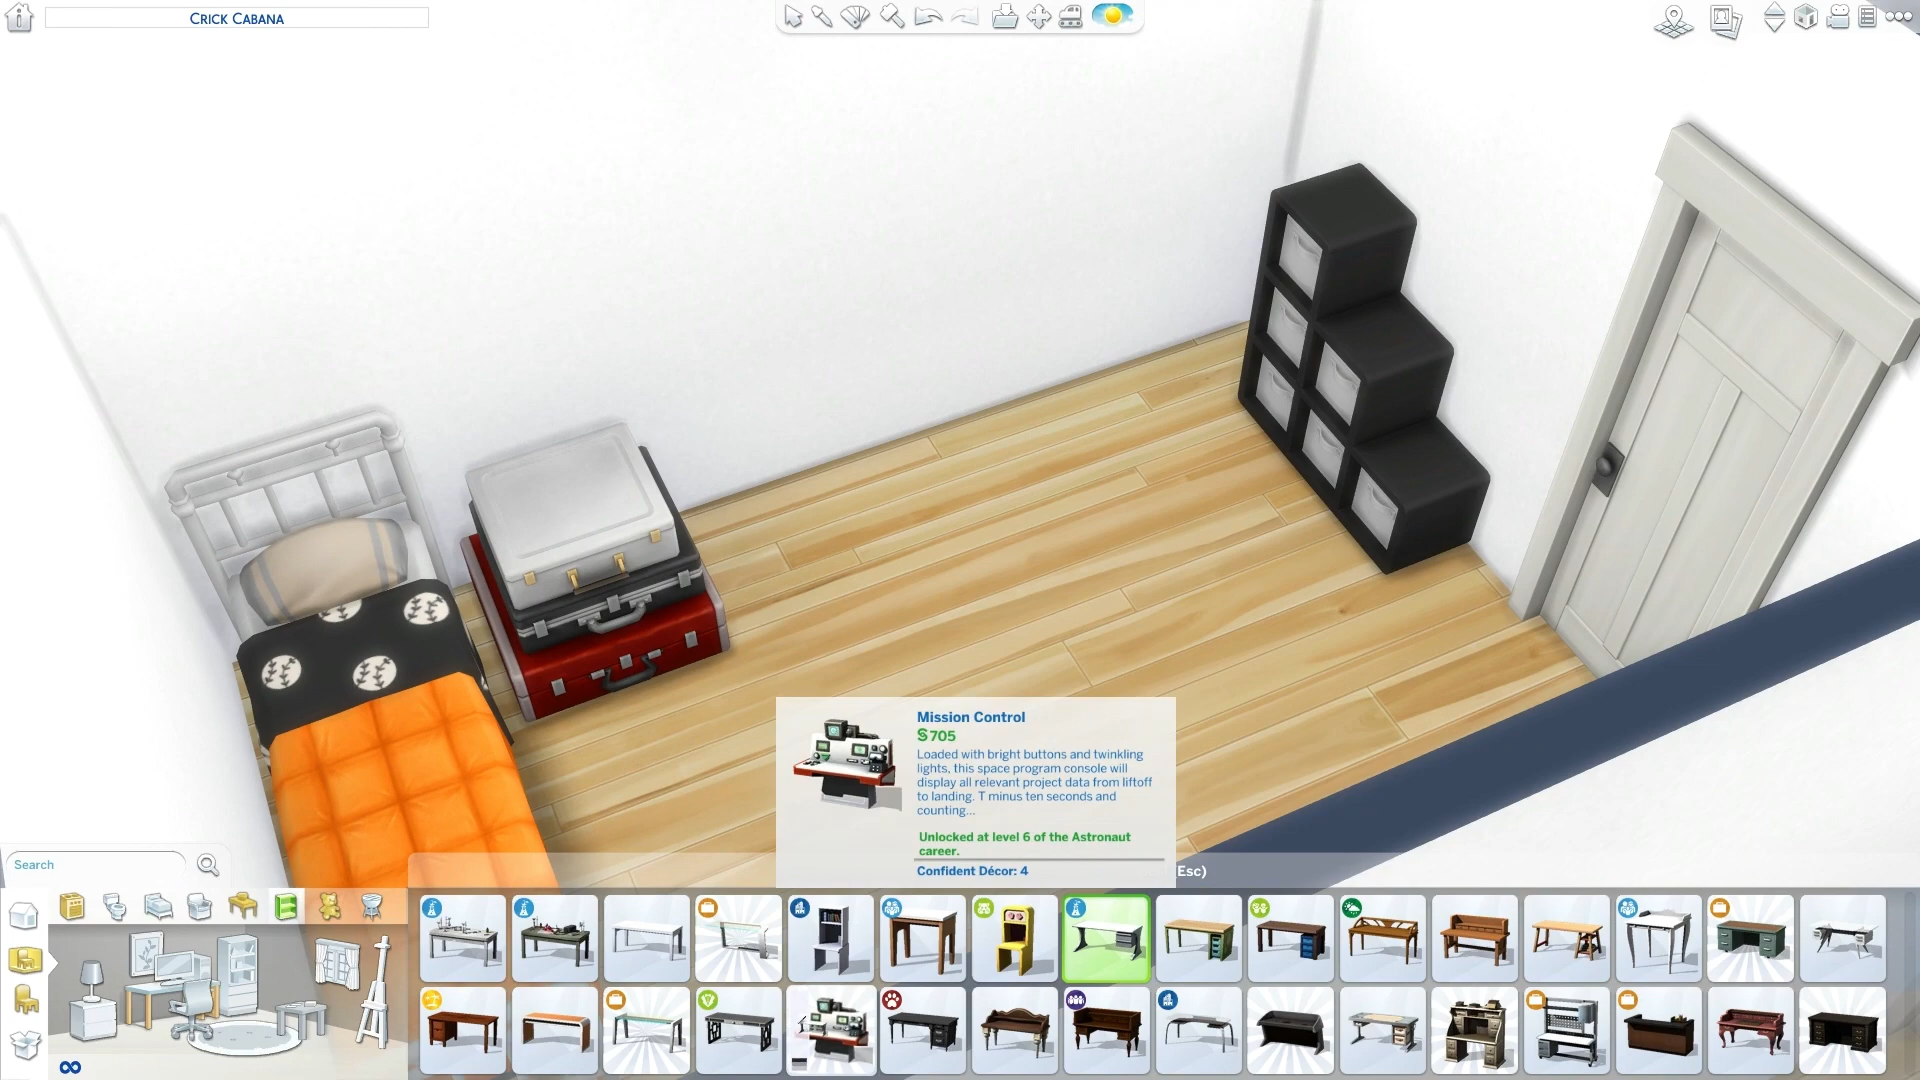 CRICK CABANA
Mission Control
§705
Loaded with bright buttons and twinkling
lights, this space program console will
display all relevant project data from liftoff
to landing. T minus ten seconds and
counting...
Unlocked at level 6 of the Astronaut
career.
Confident Décor: 4
Esc)
Search